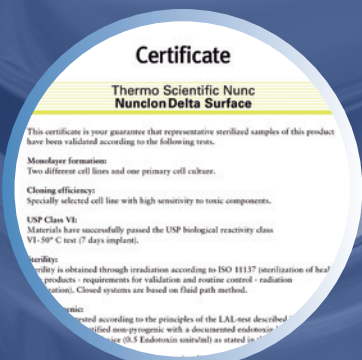 Certificate
Thermo Scientific Nunc
Nunclon Delta Surface
This certificate is your guarantee that representative sterilized samples of this product
have been validated according to the following tests.
Monolayer formation:
Two different cell lines and one primary cell culture.
Cloning efficiency:
Specially selected cell line with high sensitivity to toxic components.
USP Class VI:
Materials have successfully passed the USP biological reactivity class
VI-50° C test (7 days implant).
is obtained through irradiation according to ISO 11137 (sterilization of
products - requirements for validation and routine control - radiation
Closed systems are based on fluid path method.
tested according to the principles of the LAL-test described
non-pyrogenic with a documented
(0.5 Endotoxin units/ml) as stated in